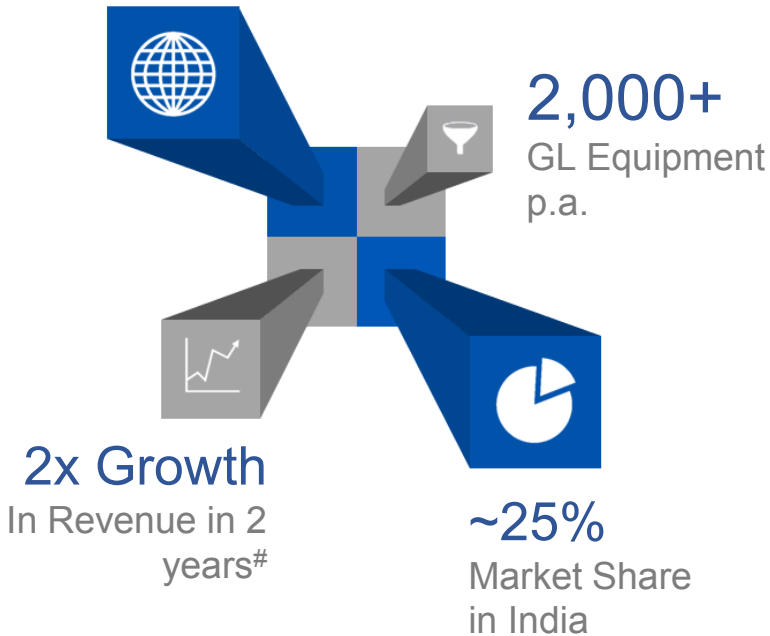 2,000+
GL Equipment
p.a.
2x Growth
In Revenue in 2
years#
~25%
Market Share
in India